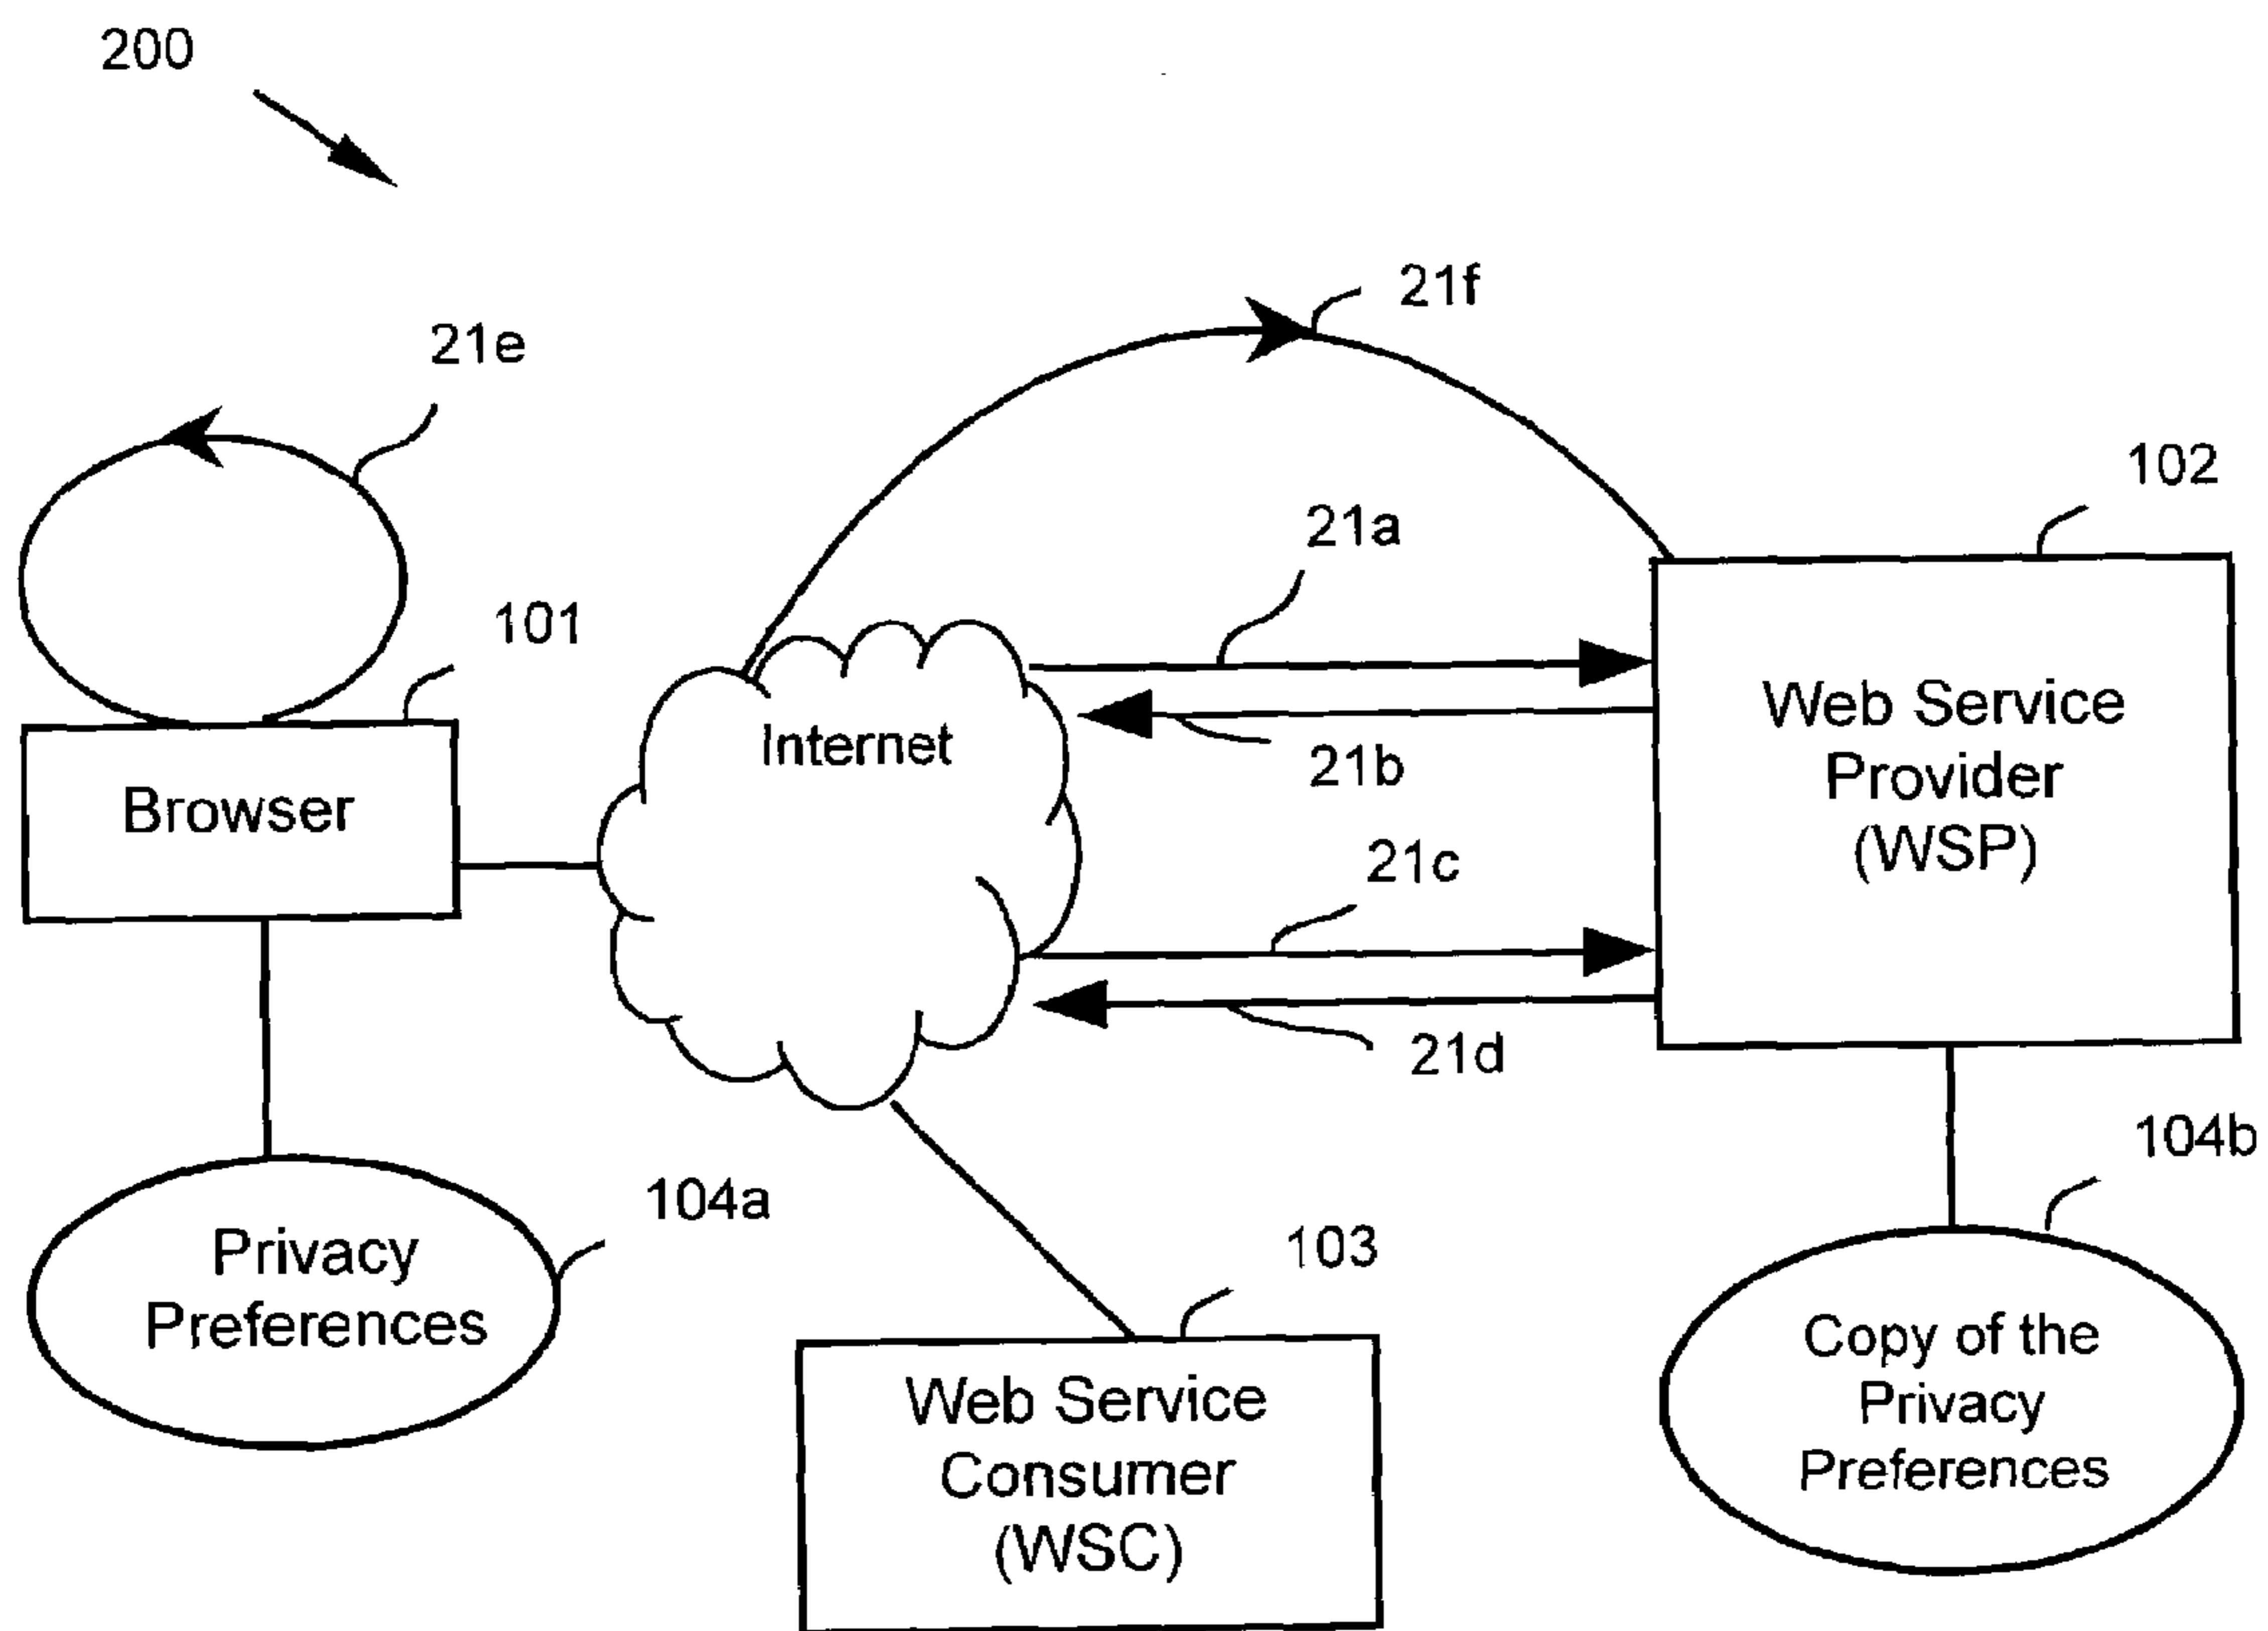 200
21f
21e
102
21a
101
Internet
Web Service
Provider
(WSP)
21b
Browser
21c
21d
104b
104a
Privacy
Preferences
103
Copy of the
Privacy
Preferences
Web Service
Consumer
(WSC)